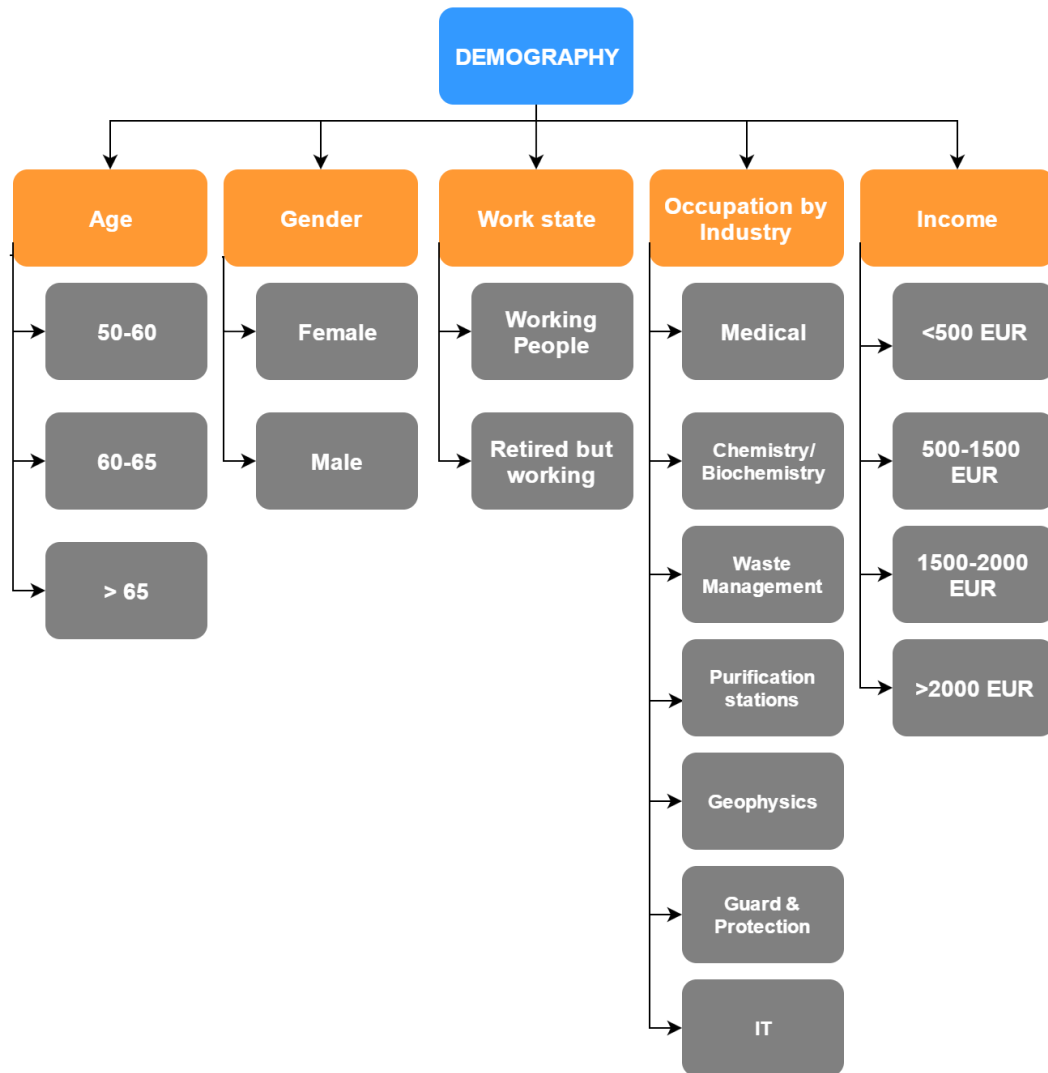 DEMOGRAPHY
Age
Gender
Work state
Occupation by
Industry
Income
50-60
60-65
> 65
Female
Male
Working
People
Retired but
working
Medical
Chemistry/
Biochemistry
Waste
Management
Purification
stations
Geophysics
Guard &
Protection
IT
<500 EUR
500-1500
EUR
1500-2000
EUR
>2000 EUR